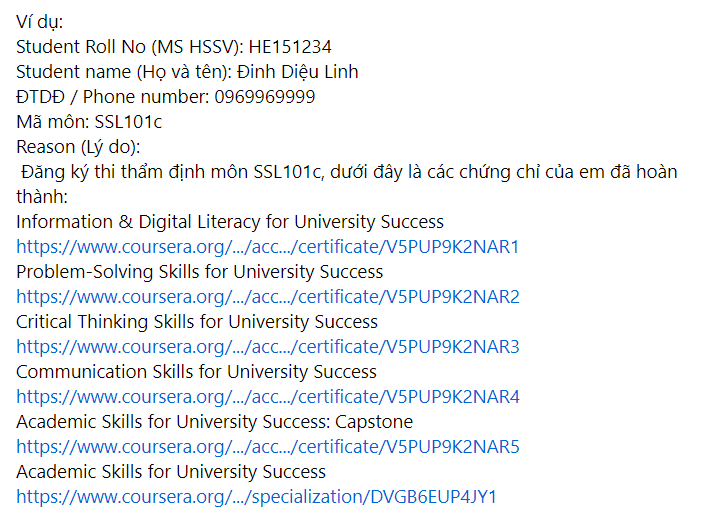 Ví dụ:
Student Roll No (MS HSSV): HE151234
Student name (Họ và tên): Đinh Diệu Linh
ĐTDĐ / Phone number: 0969969999
Mã môn: SSL101c
Reason (Lý do):
Đăng ký thi thẩm định môn SSL101c, dưới đây là các chứng chỉ của em đã hoàn
thành:
Information & Digital Literacy for University Success
https://www.coursera.org/.../acc.../certificate/V5PUP9K2NAR1
Problem-Solving Skills for University Success
https://www.coursera.org/.../acc.../certificate/V5PUP9K2NAR2
Critical Thinking Skills for University Success
https://www.coursera.org/.../acc.../certificate/V5PUP9K2NAR3
Communication Skills for University Success
https://www.coursera.org/.../acc.../certificate/V5PUP9K2NAR4
Academic Skills for University Success: Capstone
https://www.coursera.org/.../acc.../certificate/V5PUP9K2NAR5
Academic Skills for University Success
https://www.coursera.org/.../specialization/DVGB6EUP4JY1